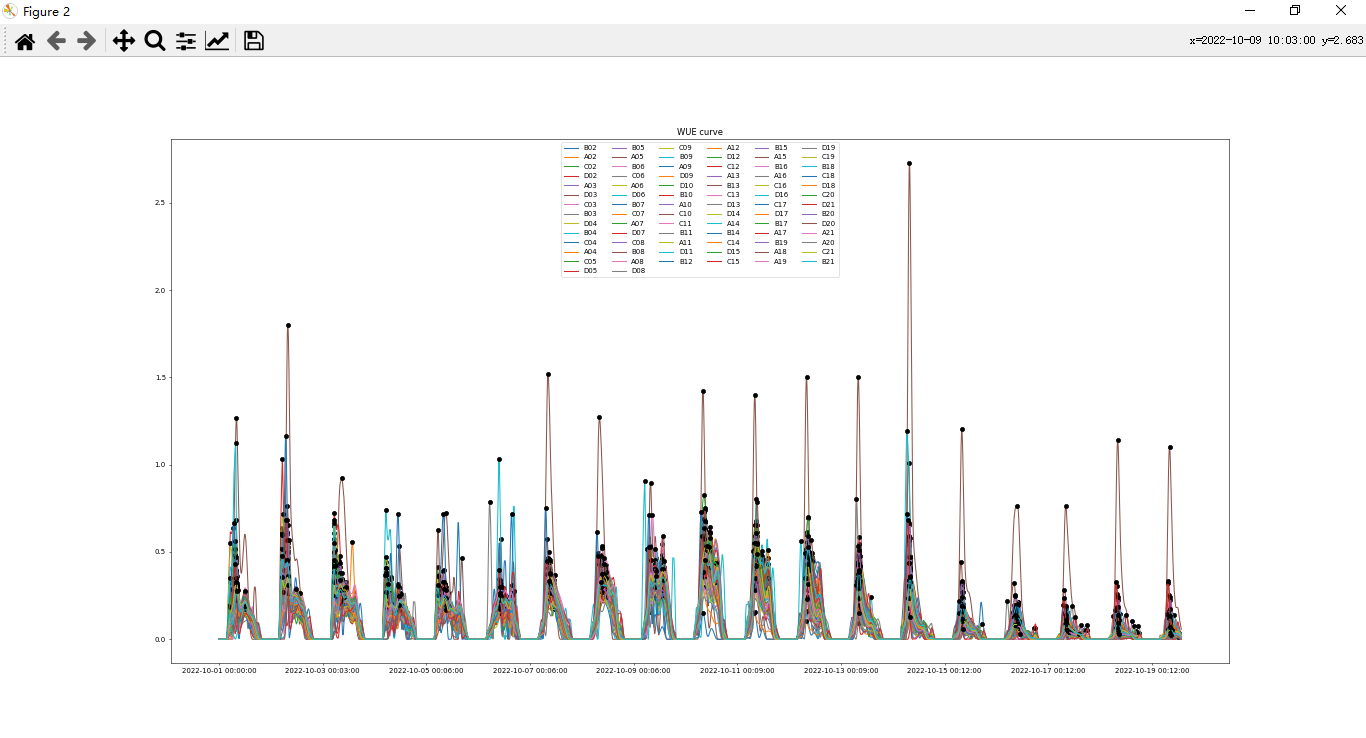 Figure 2
x=2022-10-09 10:03:00 y=2.683
WUE curve
B02 B05 C09 A12 B15 D19
A02 A05 B09 D12 A15 C19
C02 B06 A09 C12 B16 B18
D02 C06 D09 A13 A16 C18
A03 A06 D10 B13 C16 D18
D03 D06 B10 C13 D16 C20
C03 B07 A10 D13 C17 D21
B03 C07 C10 D14 D17 B20
D04 A07 C11 A14 B17 D20
B04 D07 B11 B14 A17 A21
C04 C08 A11 C14 B19 A20
A04 B08 D11 D15 A18 C21
C05 A08 B12 C15 A19 B21
D05 D08
2.5
2.0
1.5
1.0
0.5
0.0
2022-10-01 00:00:00 2022-10-03 00:03:00 2022-10-05 00:06:00 2022-10-07 00:06:00 2022-10-09 00:06:00 2022-10-11 00:09:00 2022-10-13 00:09:00 2022-10-15 00:12:00 2022-10-17 00:12:00 2022-10-19 00:12:00